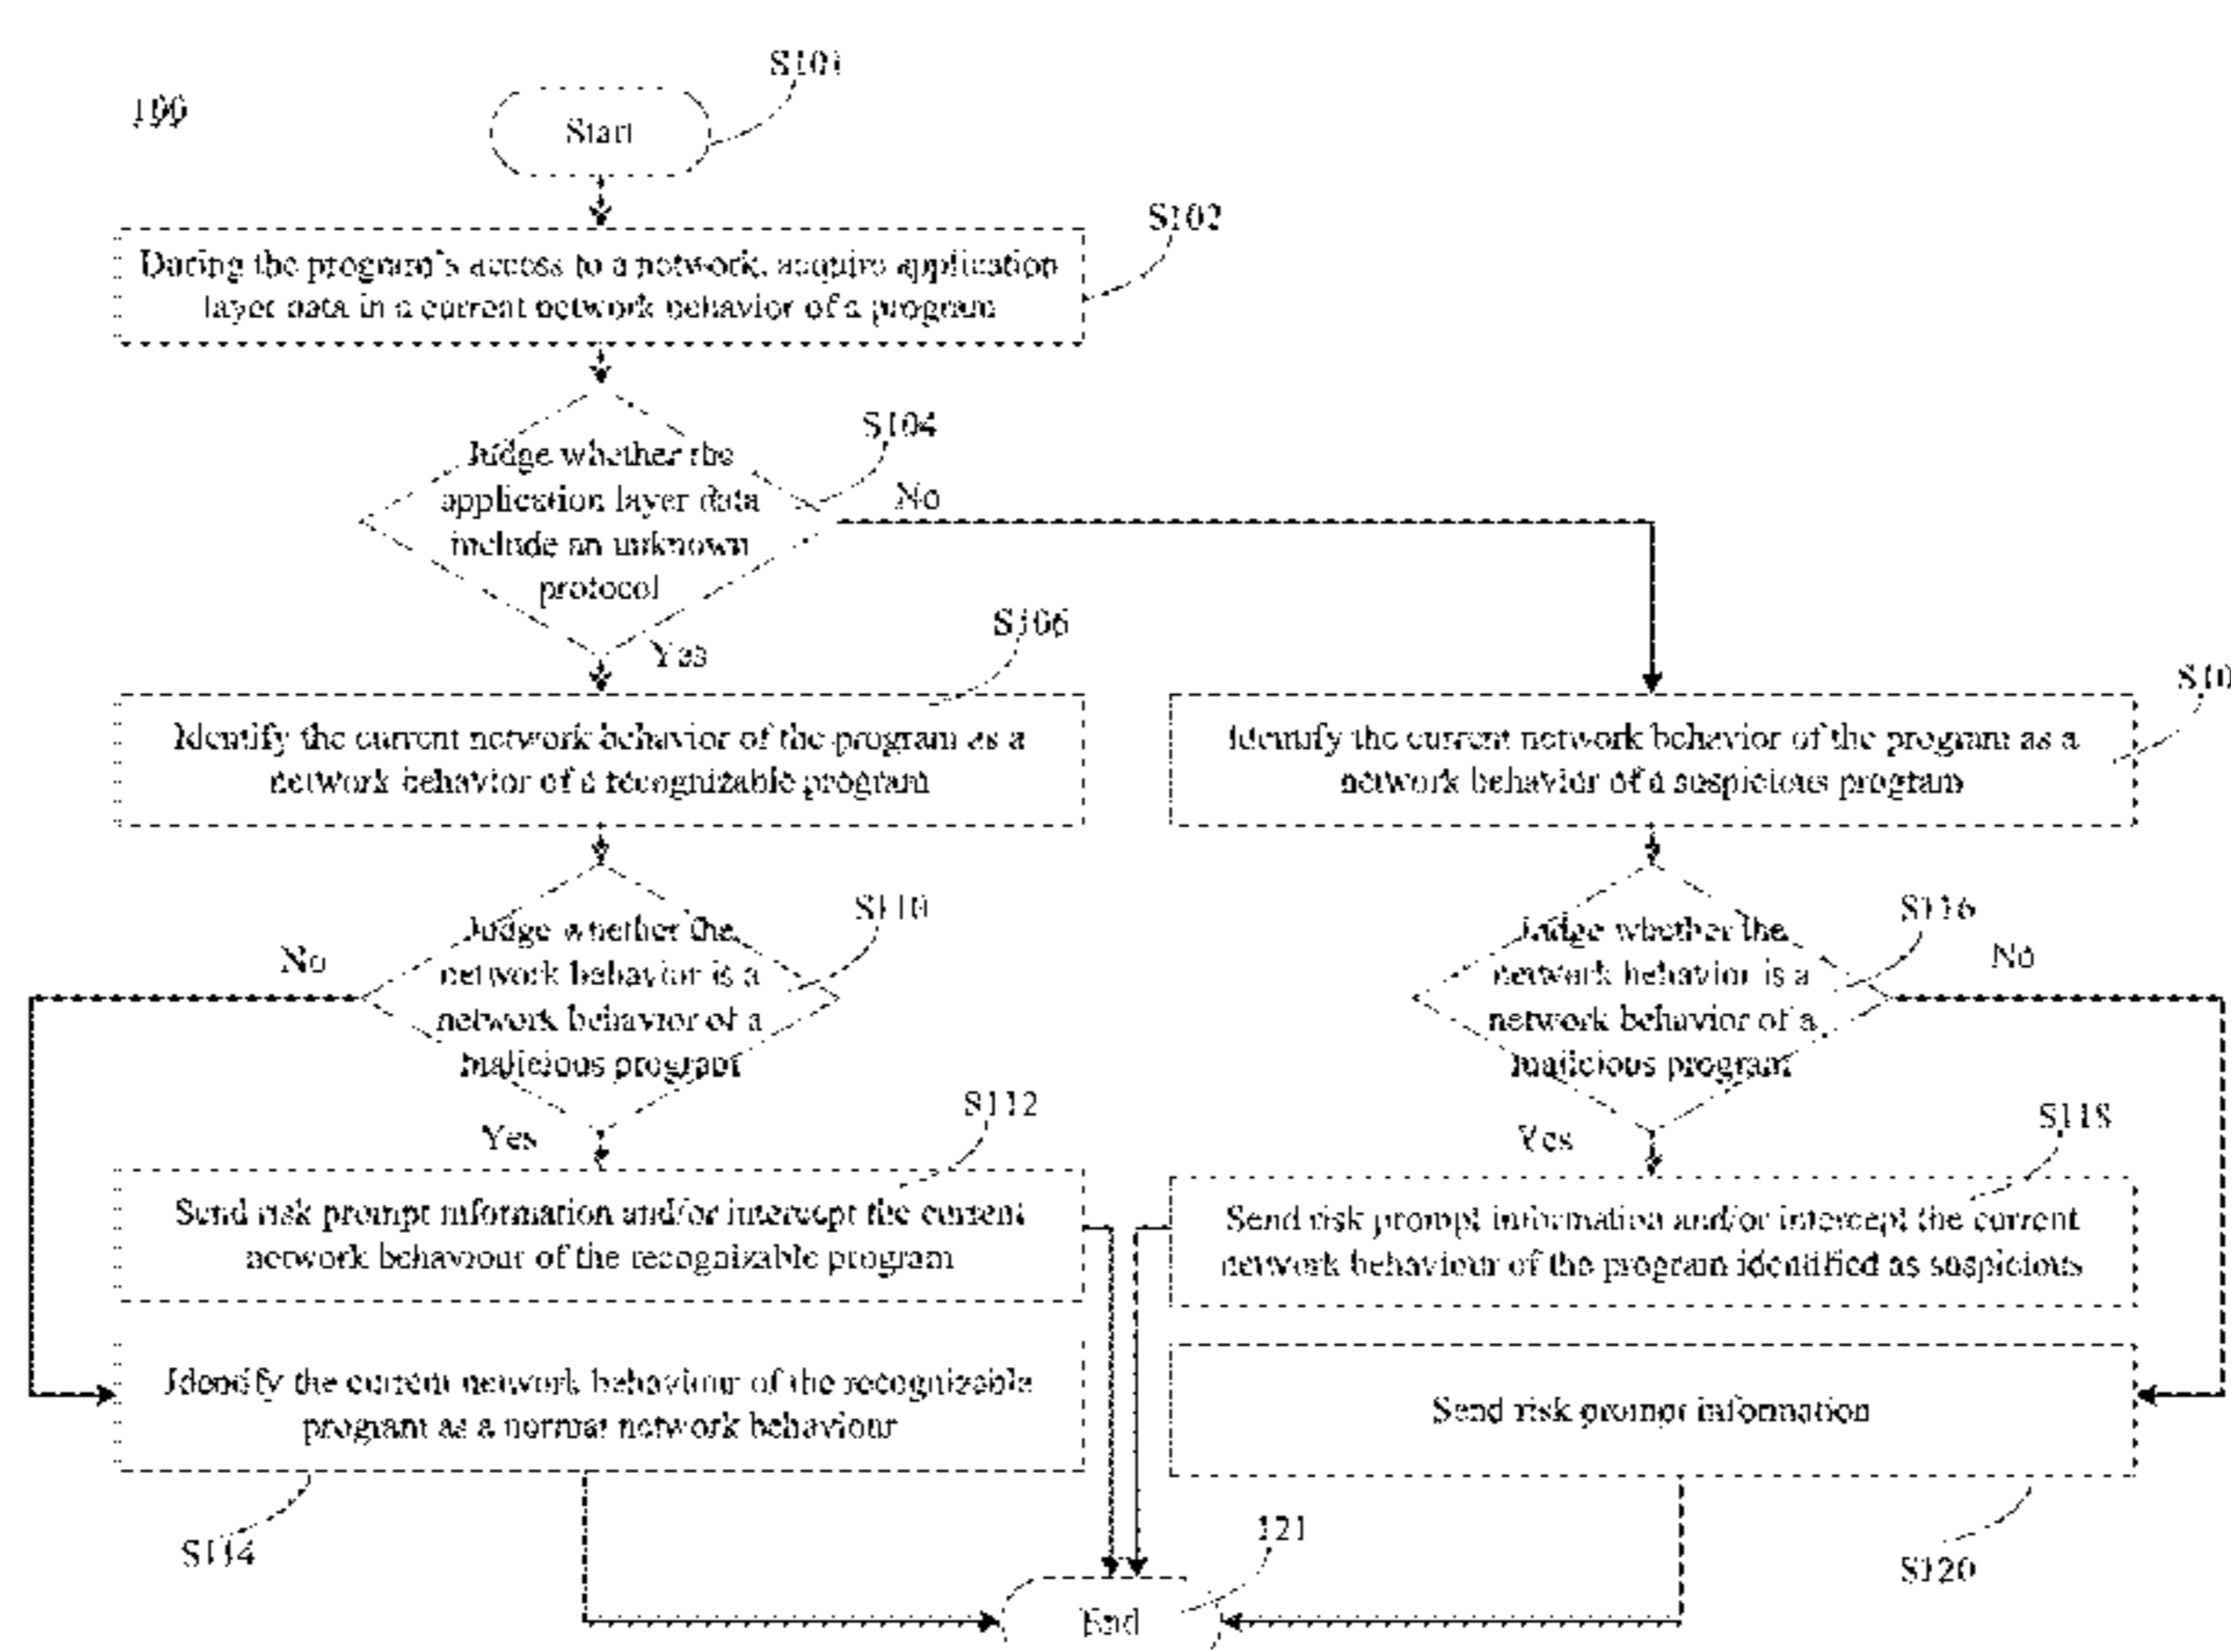 S101
100
Start
S102
During the program's access to a network, acquire application
layer data in a current network behavior of a program
S104
Judge whether the
application layer data
include an unknown
protocol
No
Yes
S106
S10
Identify the current network behavior of the program as a
network behavior of a recognizable program
Identify the current network behavior of the program as a
network behavior of a suspicious program
S110
Judge whether the
network behavior is a
network behavior of a
malicious program
No
Yes
S116
Judge whether the
network behavior is a
network behavior of a
malicious program
No
Yes
S112
Send risk prompt information and/or intercept the current
network behaviour of the recognizable program
S118
Send risk prompt information and/or intercept the current
network behaviour of the program identified as suspicious
Identify the current network behaviour of the recognizable
program as a normal network behaviour
Send risk prompt information
S114
121
S120
End